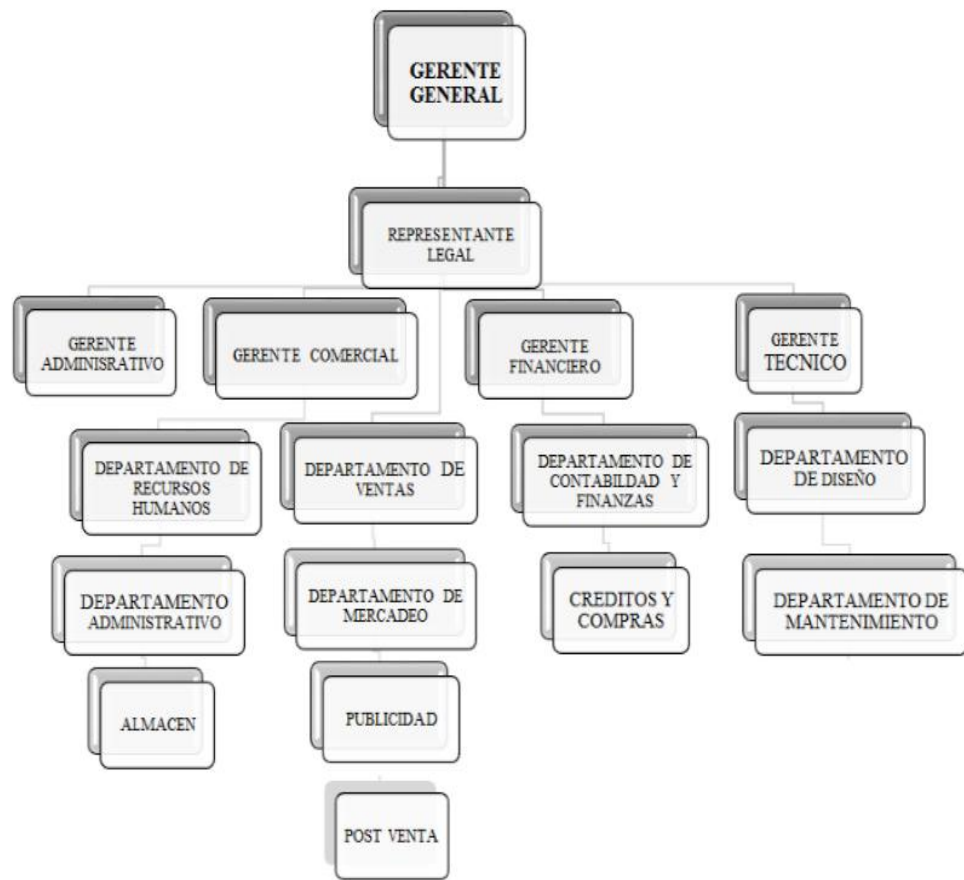 GERENTE
GENERAL
REPRESENTANTE
LEGAL
GERENTE
ADMINISRATIVO
GERENTE COMERCIAL
GERENTE
FINANCIERO
GERENTE
TECNICO
DEPARTAMENTO DE
RECURSOS
HUMANOS
DEPARTAMENTO DE
VENTAS
DEPARTAMENTO DE
CONTABILDAD Y
FINANZAS
DEPARTAMENTO
DE DISEÑO
DEPARTAMENTO
ADMINISTRATIVO
DEPARTAMENTO DE
MERCADEO
CREDITOS Y
COMPRAS
DEPARTAMENTO DE
MANTENIMIENTO
ALMACEN
PUBLICIDAD
POST VENTA